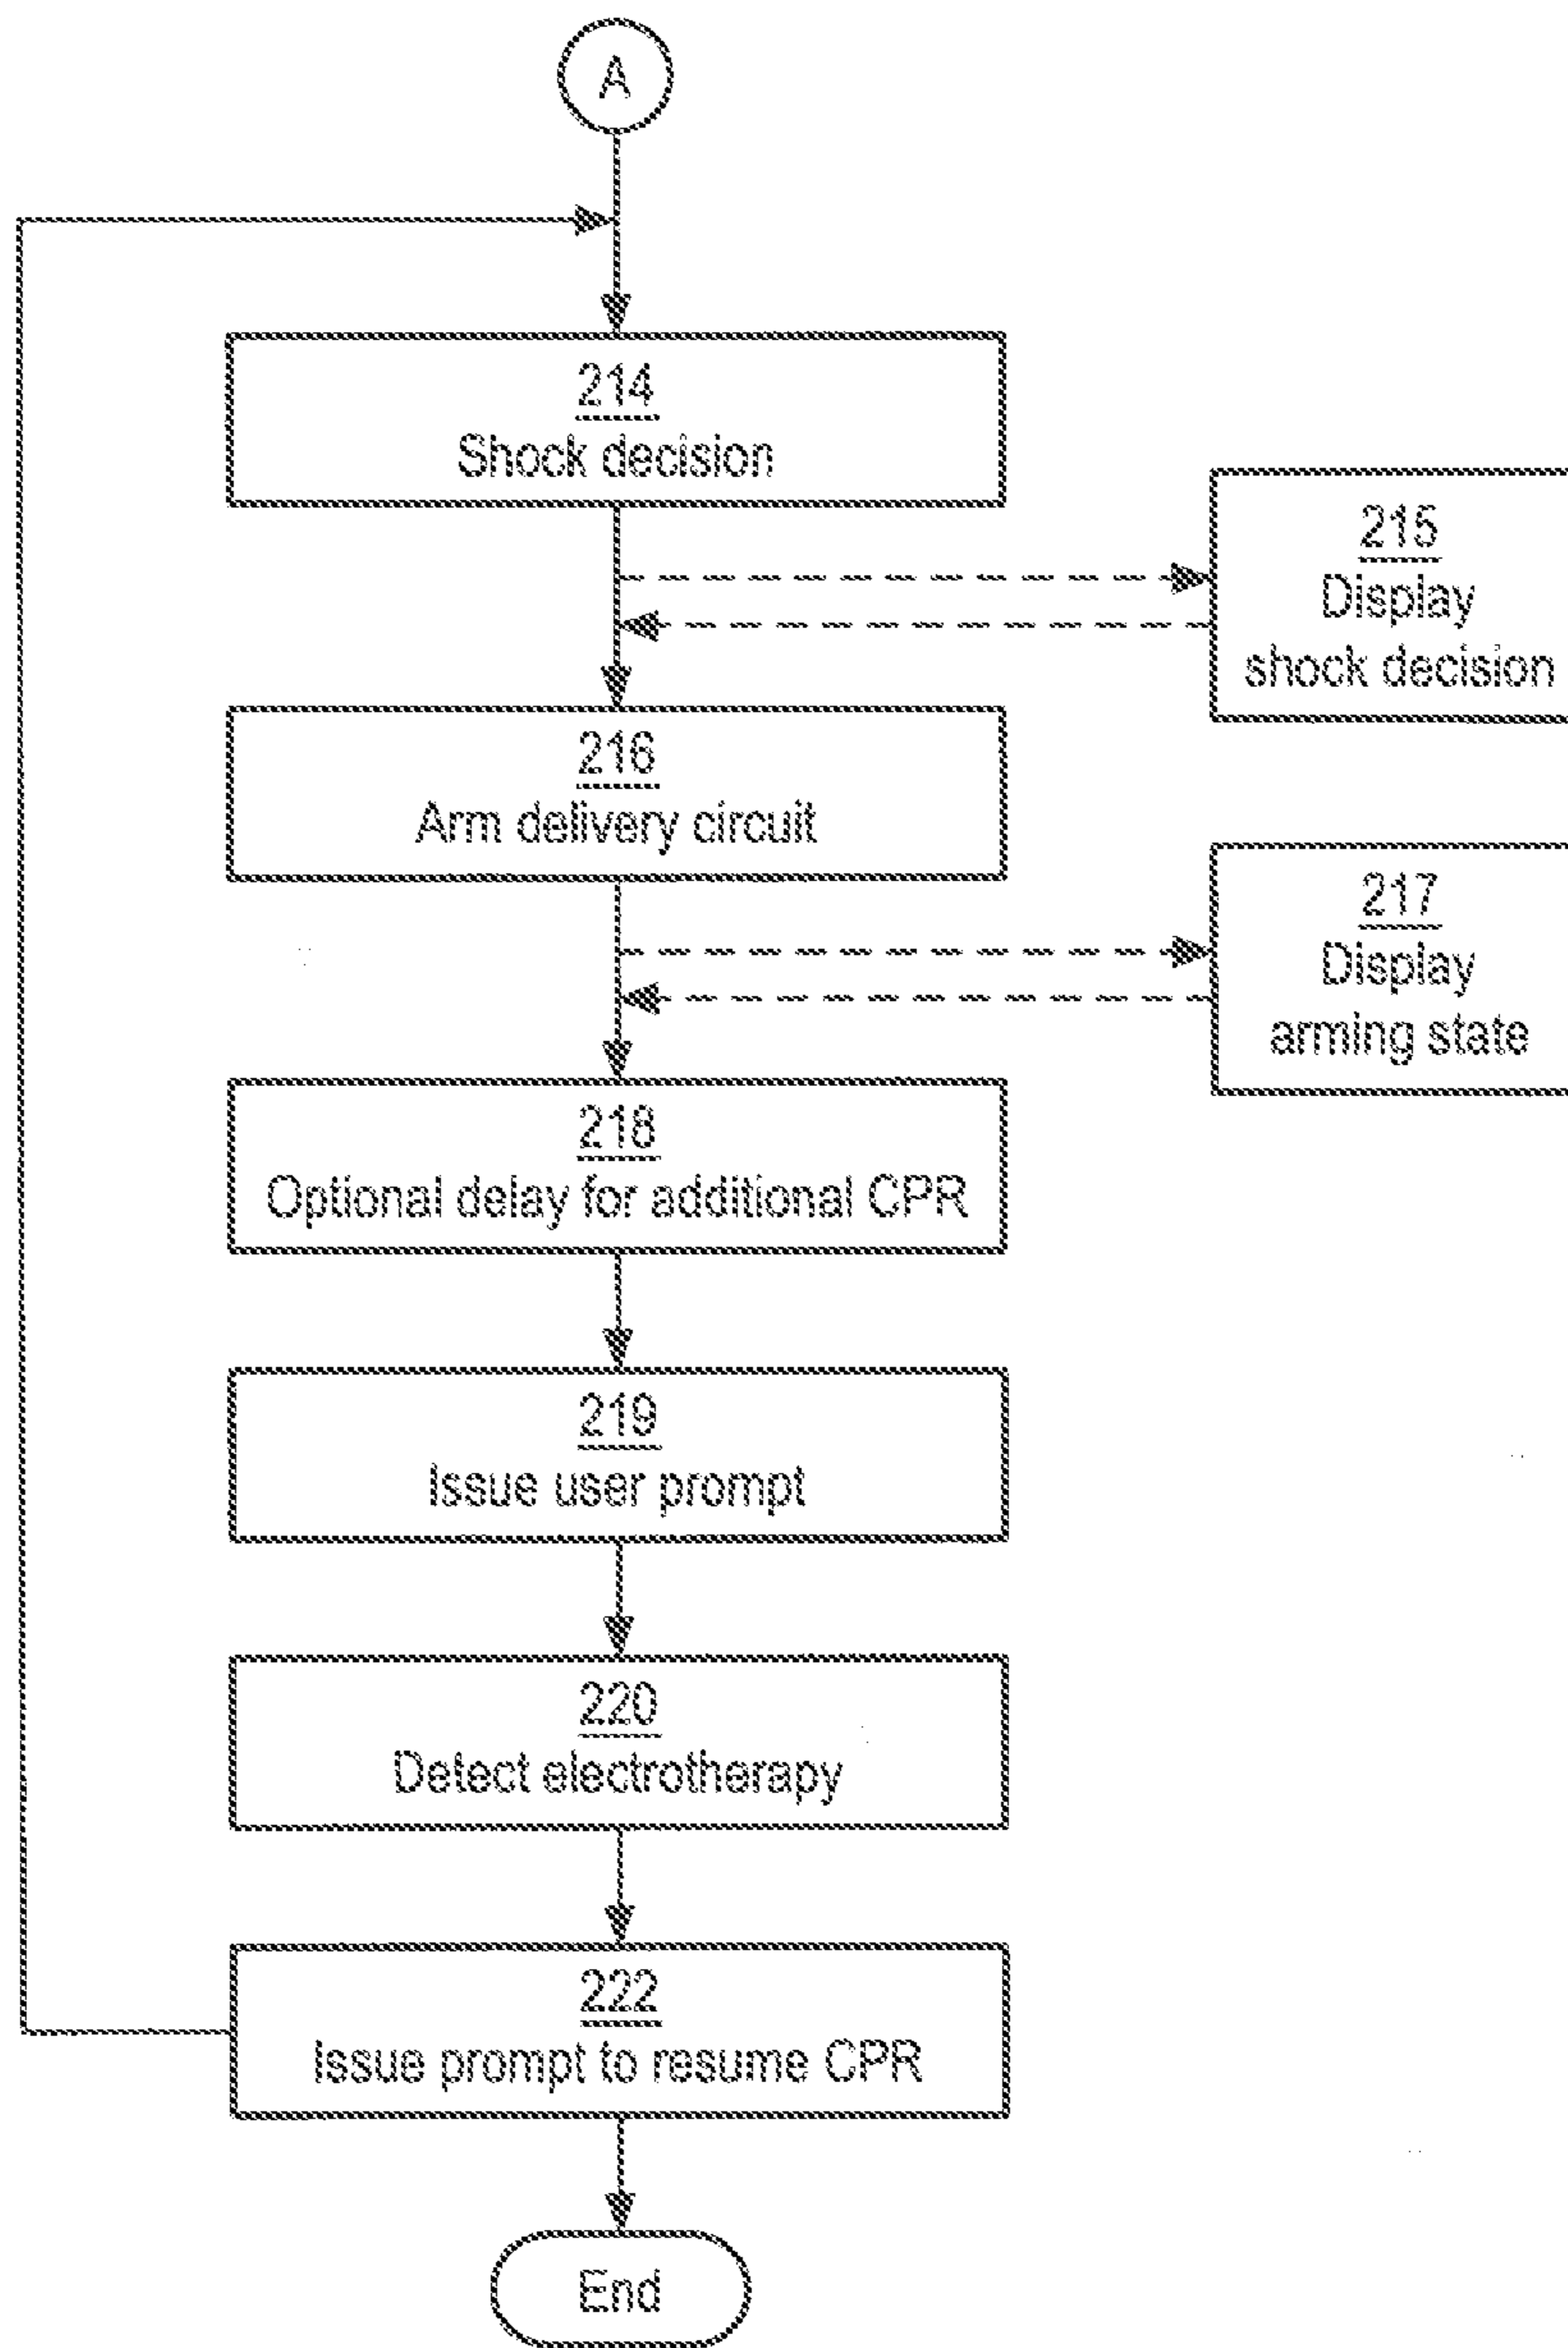 A
214
Shock decision
215
Display
shock decision
216
Arm delivery circuit
217
Display
arming state
218
Optional delay for additional CPR
219
Issue user prompt
220
Detect electrotherapy
222
Issue prompt to resume CPR
End